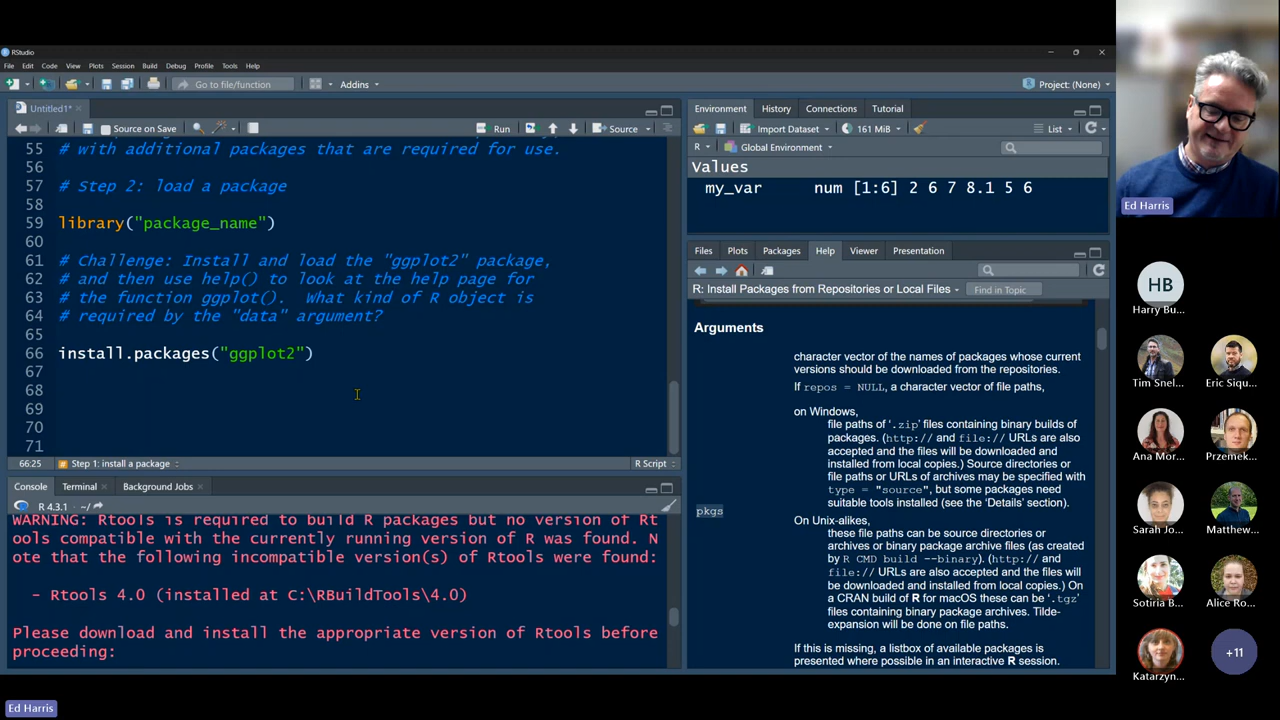 RStudio
File Edit Code View Plots Session Build Debug Profile Tools Help
Go to file/function
Addins
Project: (None)
Untitled1*
Source on Save
Run
Source
55 # with additional packages that are required for use.
56
57 # Step 2: load a package
58
59 library("package_name")
60
61 # Challenge: Install and load the "ggplot2" package,
62 # and then use help() to look at the help page for
63 # the function ggplot(). What kind of R object is
64 # required by the "data" argument?
65
66 install.packages("ggplot2")
67
68
69
70
71
66:25 Step 1: install a package R Script
Console Terminal Background Jobs
R 4.3.1 · ~/
WARNING: Rtools is required to build R packages but no version of Rt
ools compatible with the currently running version of R was found. N
ote that the following incompatible version(s) of Rtools were found:
- Rtools 4.0 (installed at C:\RBuildTools\4.0)
Please download and install the appropriate version of Rtools before
proceeding:
Environment History Connections Tutorial
Import Dataset 161 MiB List
R Global Environment
Values
my_var num [1:6] 2 6 7 8.1 5 6
Files Plots Packages Help Viewer Presentation
R: Install Packages from Repositories or Local Files Find in Topic
Arguments
pkgs
character vector of the names of packages whose current
versions should be downloaded from the repositories.
If repos = NULL, a character vector of file paths,
on Windows,
file paths of ‘.zip’ files containing binary builds of
packages. (http:// and file:// URLs are also
accepted and the files will be downloaded and
installed from local copies.) Source directories or
file paths or URLs of archives may be specified with
type = "source", but some packages need
suitable tools installed (see the ‘Details’ section).
On Unix-alikes,
these file paths can be source directories or
archives or binary package archive files (as created
by R CMD build --binary). (http:// and
file:// URLs are also accepted and the files will
be downloaded and installed from local copies.) On
a CRAN build of R for macOS these can be ‘.tgz’
files containing binary package archives. Tilde-
expansion will be done on file paths.
If this is missing, a listbox of available packages is
presented where possible in an interactive R session.
Ed Harris
HB
Harry Bu...
Tim Snel... Eric Siqu...
Ana Mor... Przemek...
Sarah Jo... Matthew...
Sotiria B... Alice Ro...
Katarzyn... +11
Ed Harris